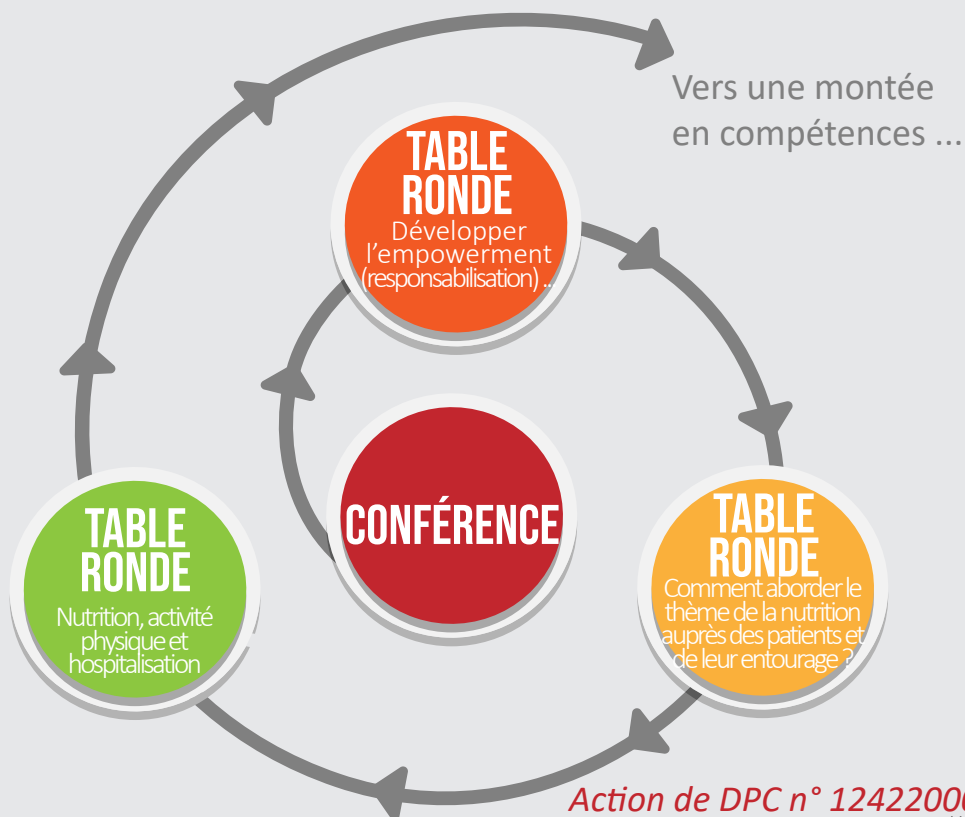 Vers une montée
en compétences ...
TABLE
RONDE
Développer
l'empowerment
(responsabilisation) ...
CONFÉRENCE
TABLE
RONDE
Comment aborder le
thème de la nutrition
auprès des patients et
de leur entourage ?
TABLE
RONDE
Nutrition, activité
physique et
hospitalisation
Action de DPC n° 12422000